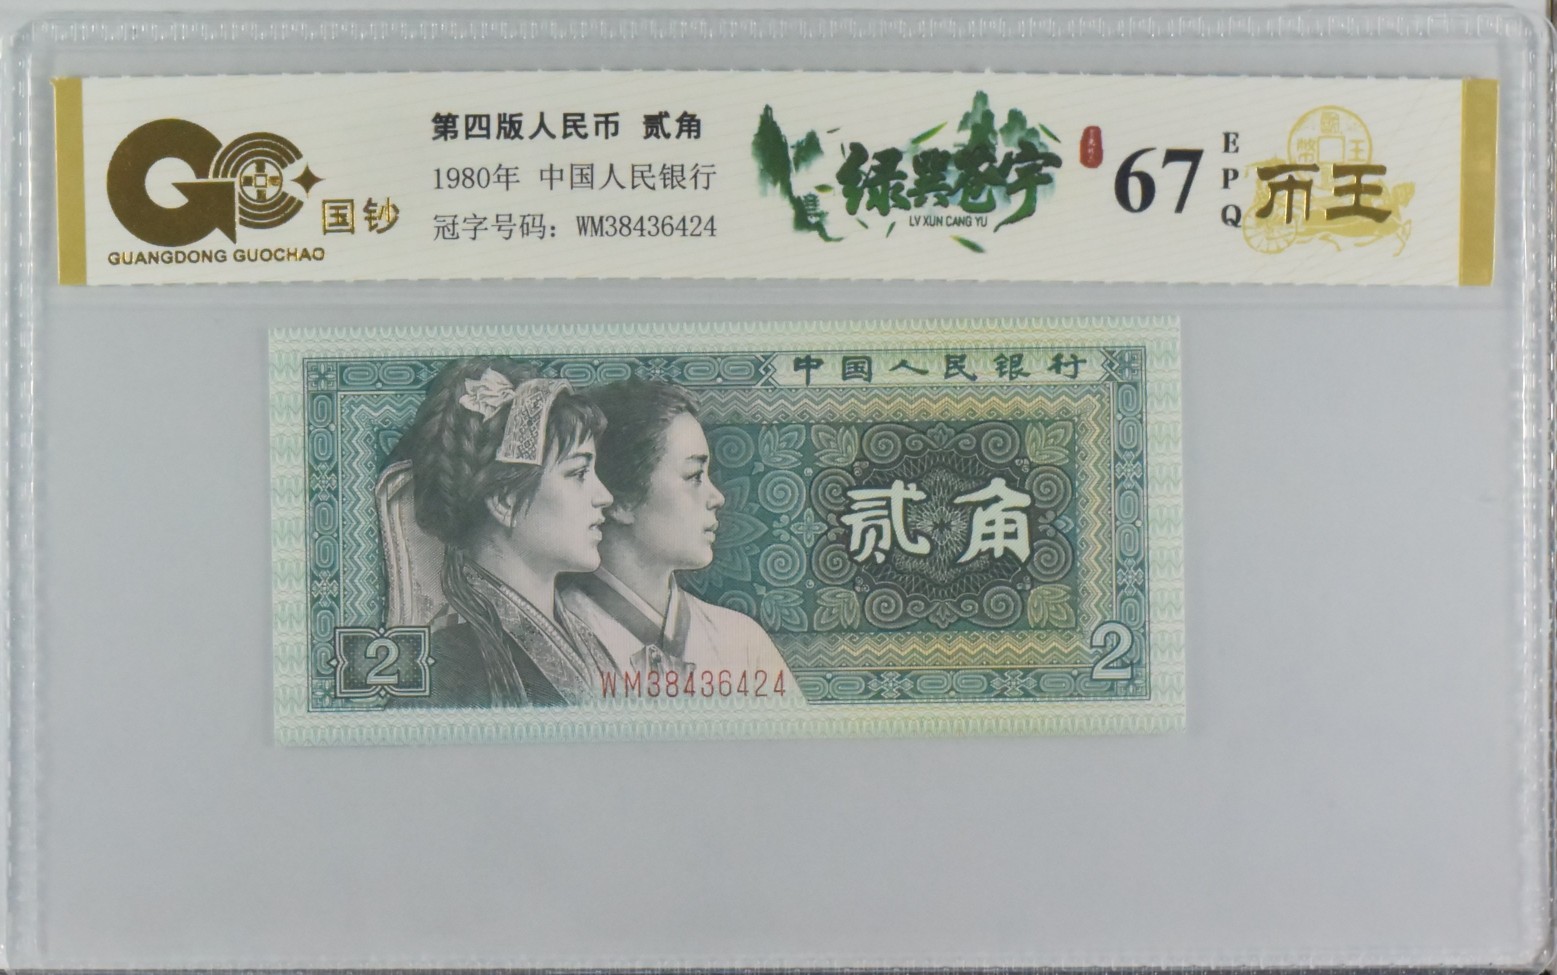 国钞
GUANGDONG GUOCHAO
第四版人民币 贰角
1980年 中国人民银行
冠字号码：WM38436424
绿巽苍宇
LV XUN CANG YU
67
E
P
Q
币王
中国人民银行
贰角
2
2
WM38436424